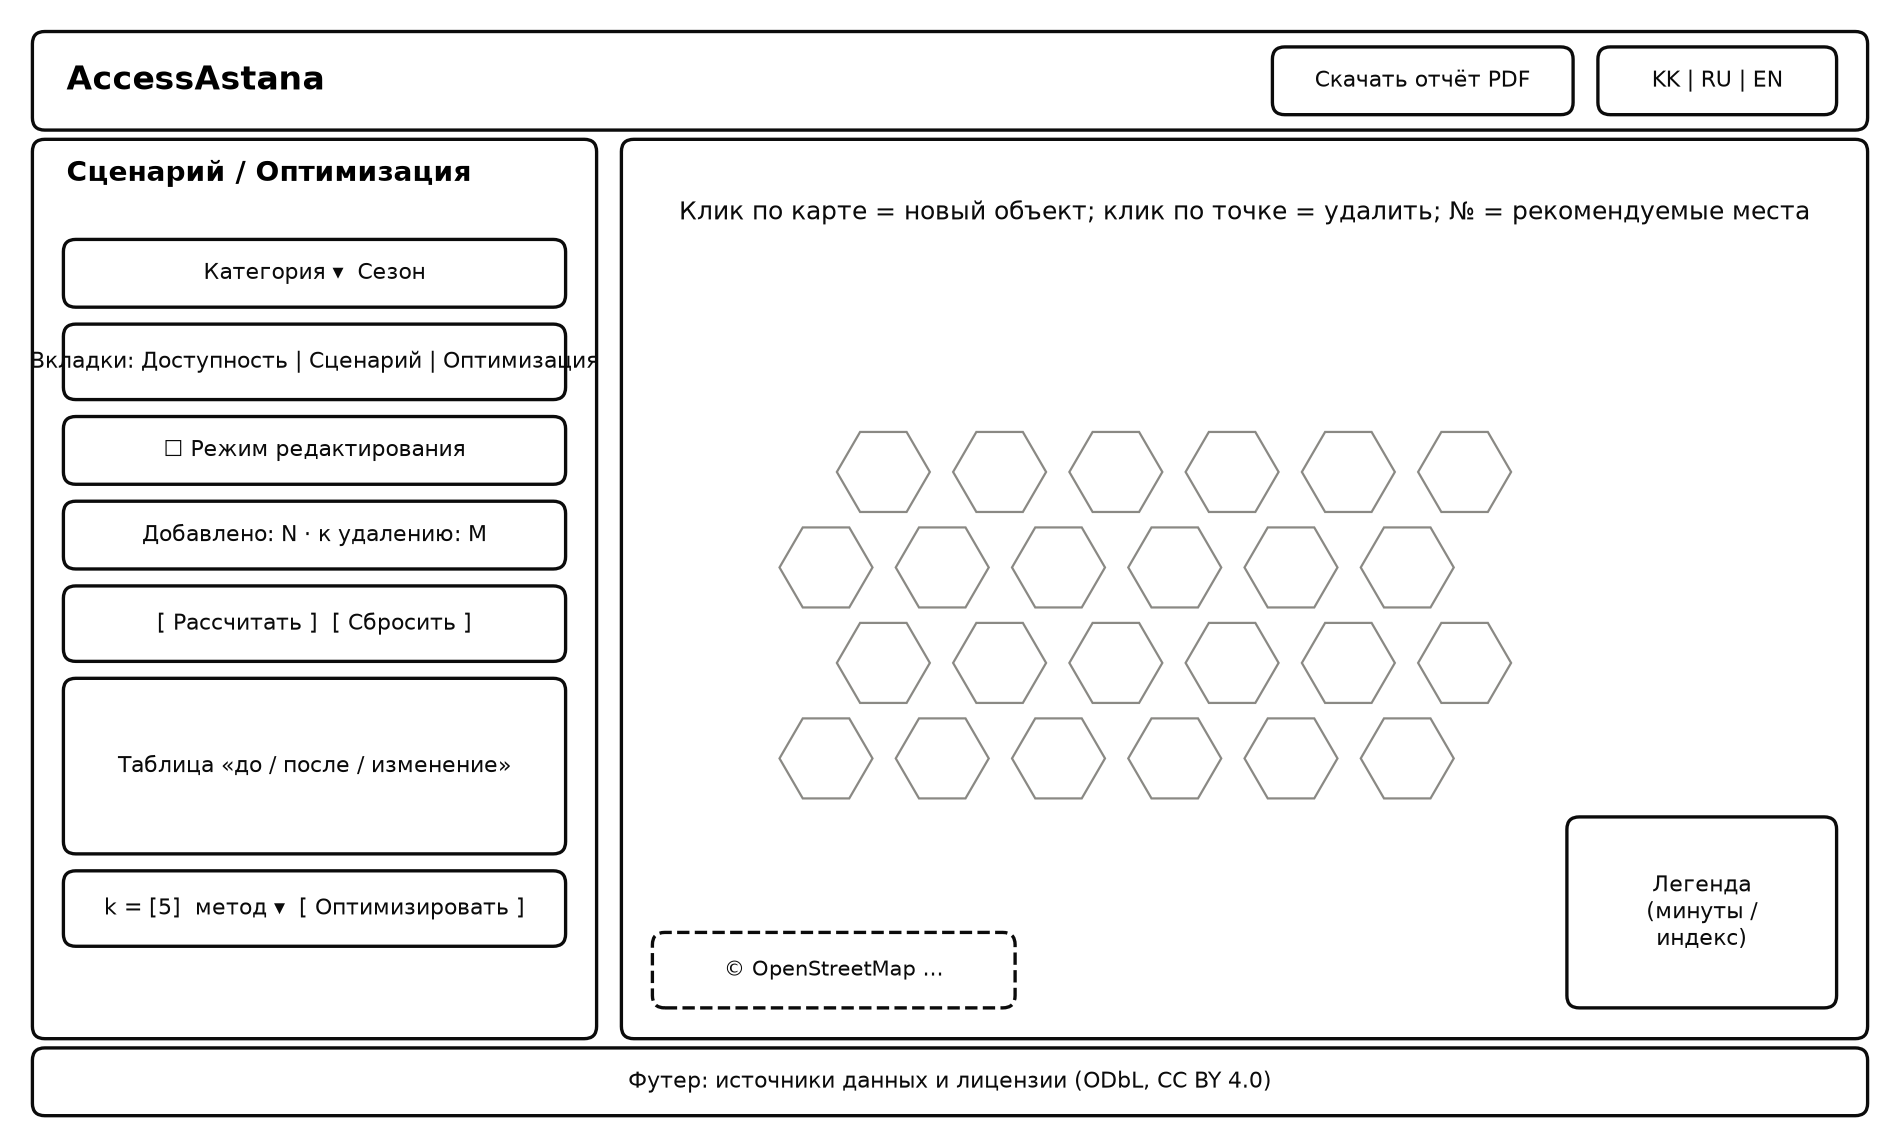 AccessAstana
Скачать отчёт PDF
KK | RU | EN
Сценарий / Оптимизация
Категория ▾  Сезон
Вкладки: Доступность | Сценарий | Оптимизация
☐ Режим редактирования
Добавлено: N · к удалению: M
[ Рассчитать ]  [ Сбросить ]
Таблица «до / после / изменение»
k = [5]  метод ▾  [ Оптимизировать ]
Клик по карте = новый объект; клик по точке = удалить; № = рекомендуемые места
Легенда
(минуты /
индекс)
© OpenStreetMap …
Футер: источники данных и лицензии (ODbL, CC BY 4.0)